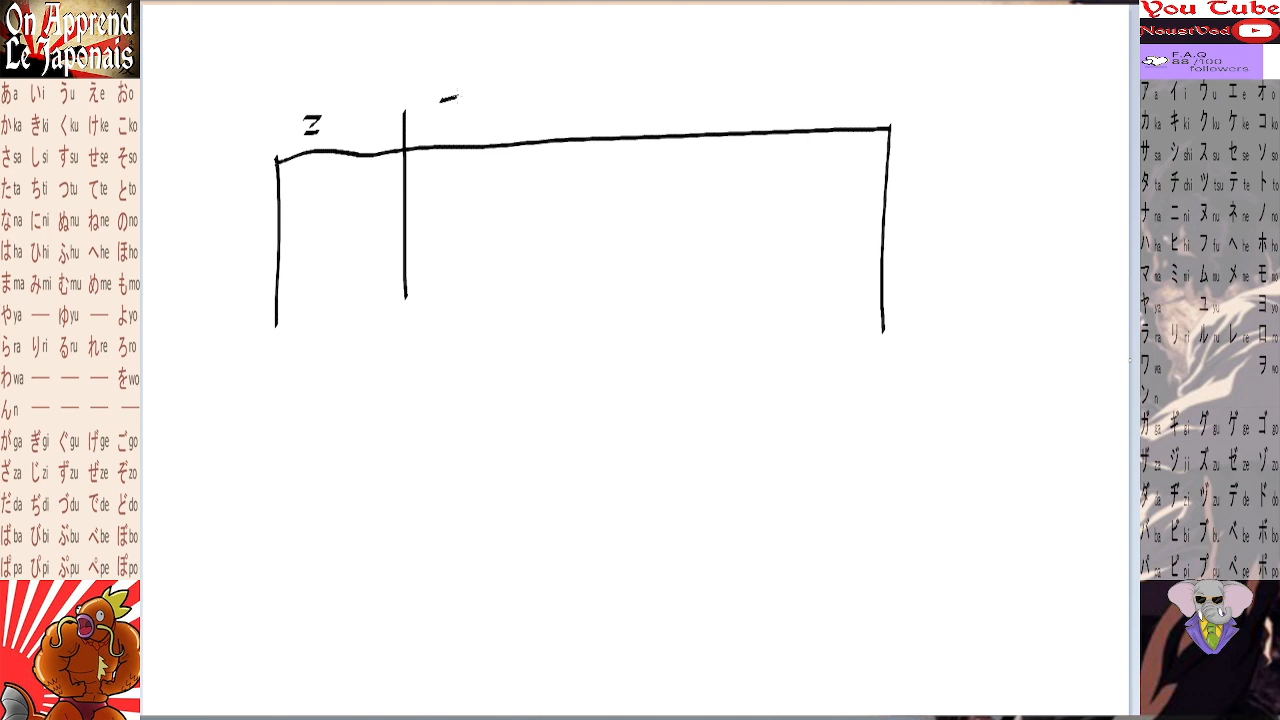 On Apprend
Le Japonais
あa いi うu えe おo
かka きki くku けke こko
さsa しsi すsu せse そso
たta ちti つtu てte とto
なna にni ぬnu ねne のno
はha ひhi ふhu へhe ほho
まma みmi むmu めme もmo
やya — ゆyu — よyo
らra りri るru れre ろro
わwa — — — をwo
んn — — — —
がga ぎgi ぐgu げge ごgo
ざza じzi ずzu ぜze ぞzo
だda ぢdi づdu でde どdo
ばba びbi ぶbu べbe ぼbo
ぱpa ぴpi ぷpu ぺpe ぽpo
z -
You Tube
NousrVod
F.A.Q
88 /100
followers
アa イi ウu エe オo
カka キki クku ケke コko
サsa シshi スsu セse ソso
タta チchi ツtsu テte トto
ナna ニni ヌnu ネne ノno
ハha ヒhi フfu ヘhe ホho
マma ミmi ムmu メme モmo
ヤya ユyu ヨyo
ラra リri ルru レre ロro
ワwa ヲwo
ンn
ガga ギgi グgu ゲge ゴgo
ザza ジji ズzu ゼze ゾzo
ダda ヂzi ヅ デde ドdo
バba ビbi ブbu ベbe ボbo
パpa ピpi プpu ペpe ポpo